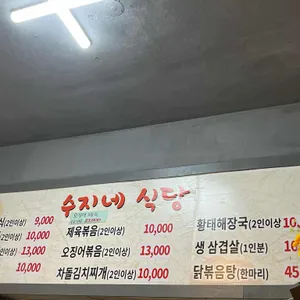 수지네 식당
식(2인이상) 9,000
(2인이상) 10,000
(2인이상) 13,000
10,000
제육볶음(2인이상) 10,000
오징어볶음(2인이상) 13,000
차돌김치찌개(2인이상) 10,000
황태해장국(2인이상) 10,
생 삼겹살(1인분)
닭볶음탕(한마리) 45